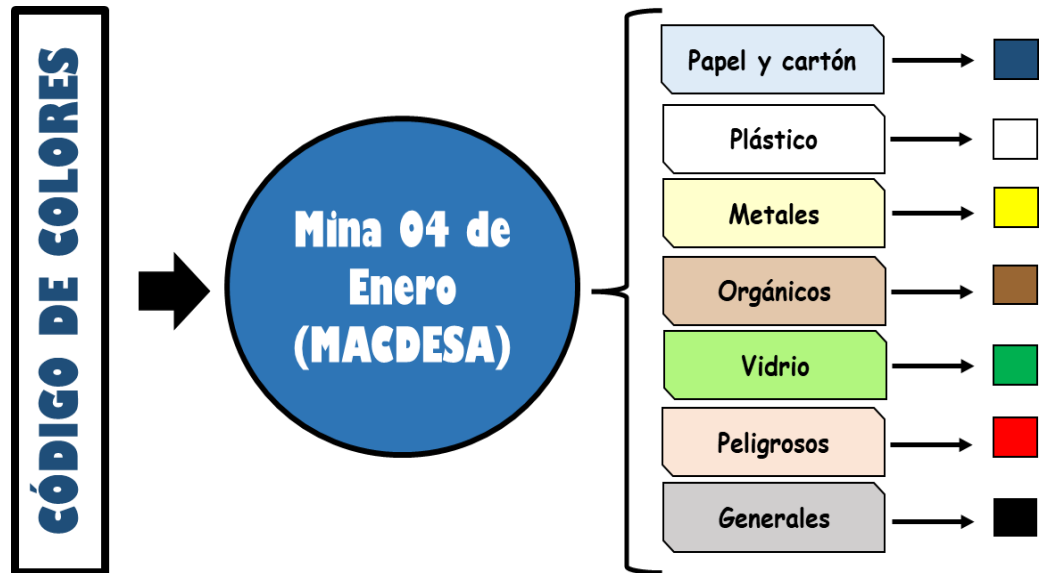 CÓDIGO DE COLORES
Mina 04 de
Enero
(MACDESA)
Papel y cartón
Plástico
Metales
Orgánicos
Vidrio
Peligrosos
Generales